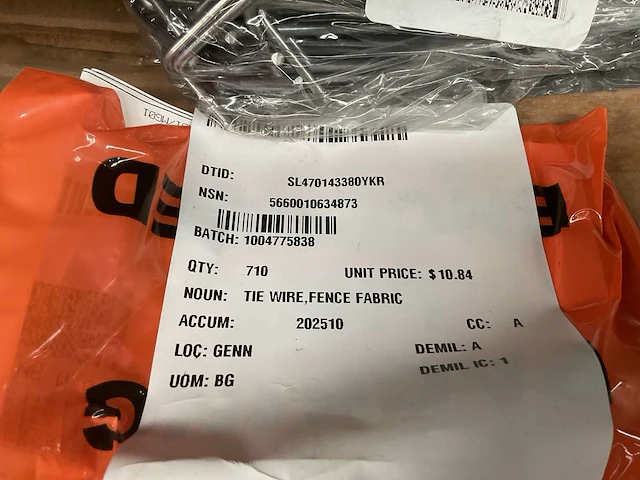 DTID: SL470143380YKR
NSN: 5660010634873
BATCH: 1004775838
QTY: 710 UNIT PRICE: $10.84
NOUN: TIE WIRE,FENCE FABRIC
ACCUM: 202510 CC: A
LOC: GENN DEMIL: A
UOM: BG DEMIL IC: 1